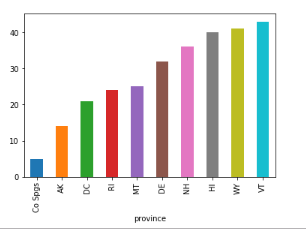 40
30
20
10
0
Co Spgs
AK
DC
RI
MT
DE
NH
HI
WY
VT
province